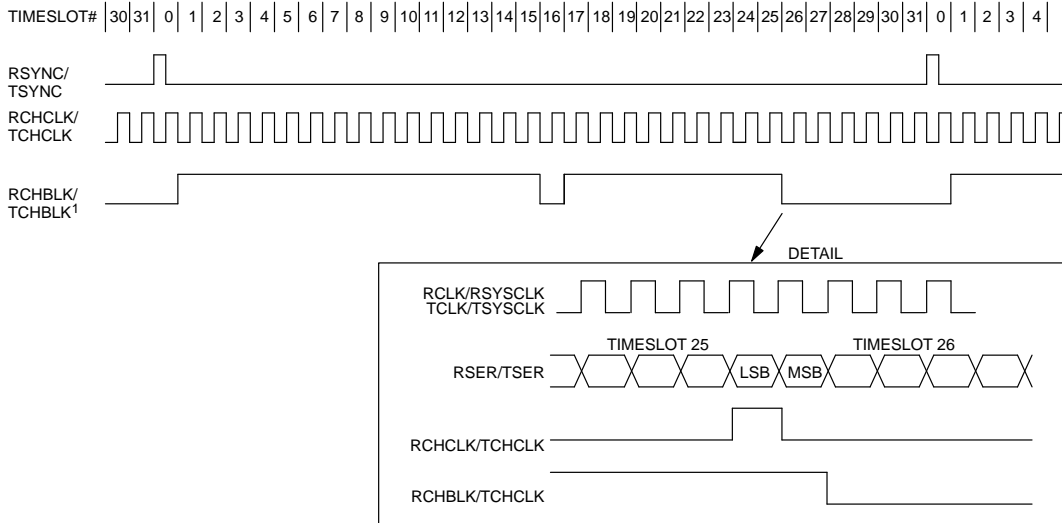 TIMESLOT# 30 31 0 1 2 3 4 5 6 7 8 9 10 11 12 13 14 15 16 17 18 19 20 21 22 23 24 25 26 27 28 29 30 31 0 1 2 3 4
RSYNC/
TSYNC
RCHCLK/
TCHCLK
RCHBLK/
TCHBLK1
DETAIL
RCLK/RSYSCLK
TCLK/TSYSCLK
TIMESLOT 25 TIMESLOT 26
RSER/TSER LSB MSB
RCHCLK/TCHCLK
RCHBLK/TCHCLK